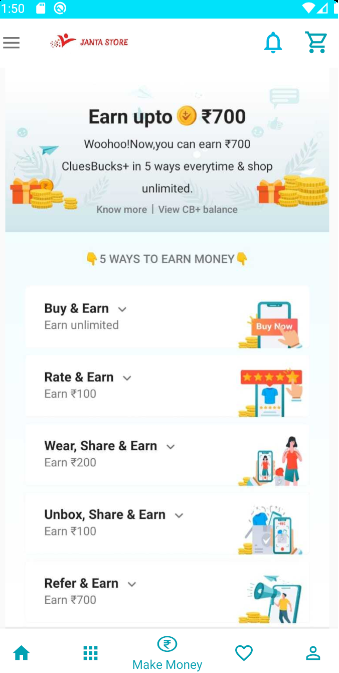 1:50
JANTA STORE
Earn upto ₹700
Woohoo!Now,you can earn ₹700
CluesBucks+ in 5 ways everytime & shop
unlimited.
Know more | View CB+ balance
👇5 WAYS TO EARN MONEY👇
Buy & Earn
Earn unlimited
Buy Now
Rate & Earn
Earn ₹100
Wear, Share & Earn
Earn ₹200
Unbox, Share & Earn
Earn ₹100
Refer & Earn
Earn ₹700
Make Money